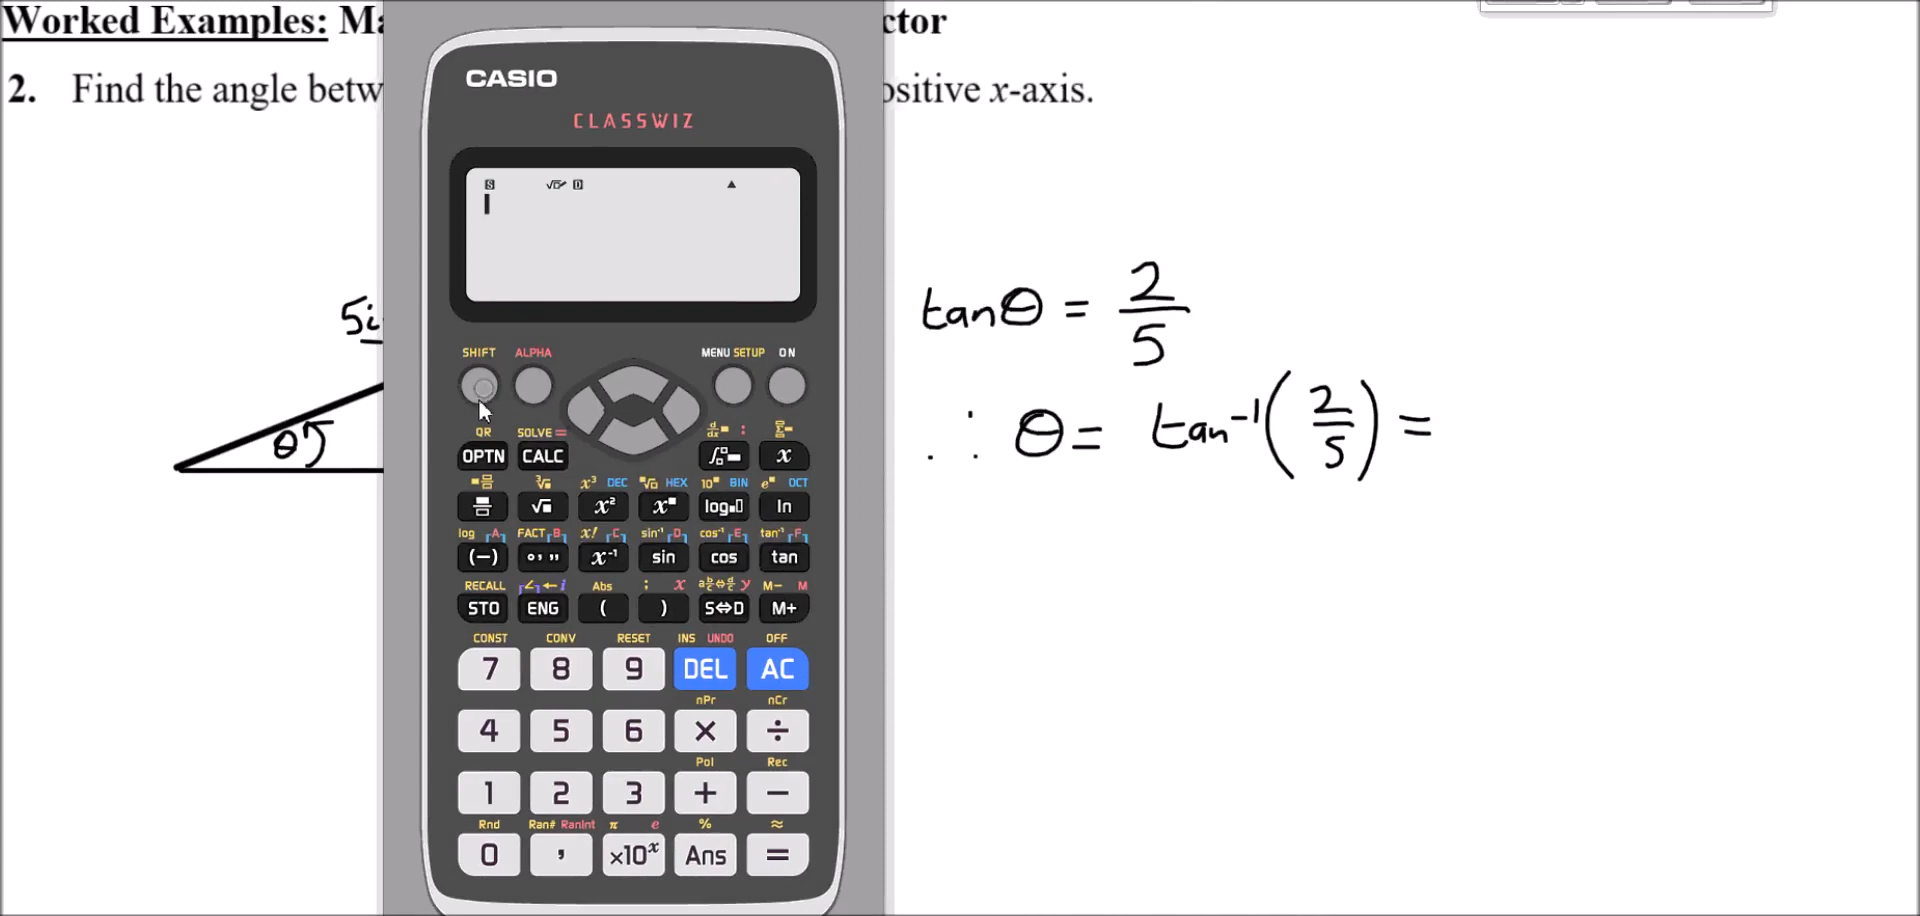 Worked Examples: Ma ctor
2. Find the angle betw ositive x-axis.
CASIO
CLASSWIZ
S √□ D ▲
5i
θ
tanθ = 2/5
∴ θ = tan⁻¹(2/5) =
SHIFT ALPHA MENU SETUP ON
QR SOLVE = d/dx■ : Σ■
OPTN CALC ∫□■ x
■□/□ ∛■ x³ DEC ■√□ HEX 10■ BIN e■ OCT
■/□ √■ x² x■ log■□ ln
log A FACT B x! C sin⁻¹ D cos⁻¹ E tan⁻¹ F
(−) °’” x⁻¹ sin cos tan
RECALL ∠ ← i Abs ; x a b/c⇔d/c y M− M
STO ENG ( ) S⇔D M+
CONST CONV RESET INS UNDO OFF
7 8 9 DEL AC
nPr nCr
4 5 6 × ÷
Pol Rec
1 2 3 + −
Rnd Ran# RanInt π e % ≈
0 , ×10ˣ Ans =